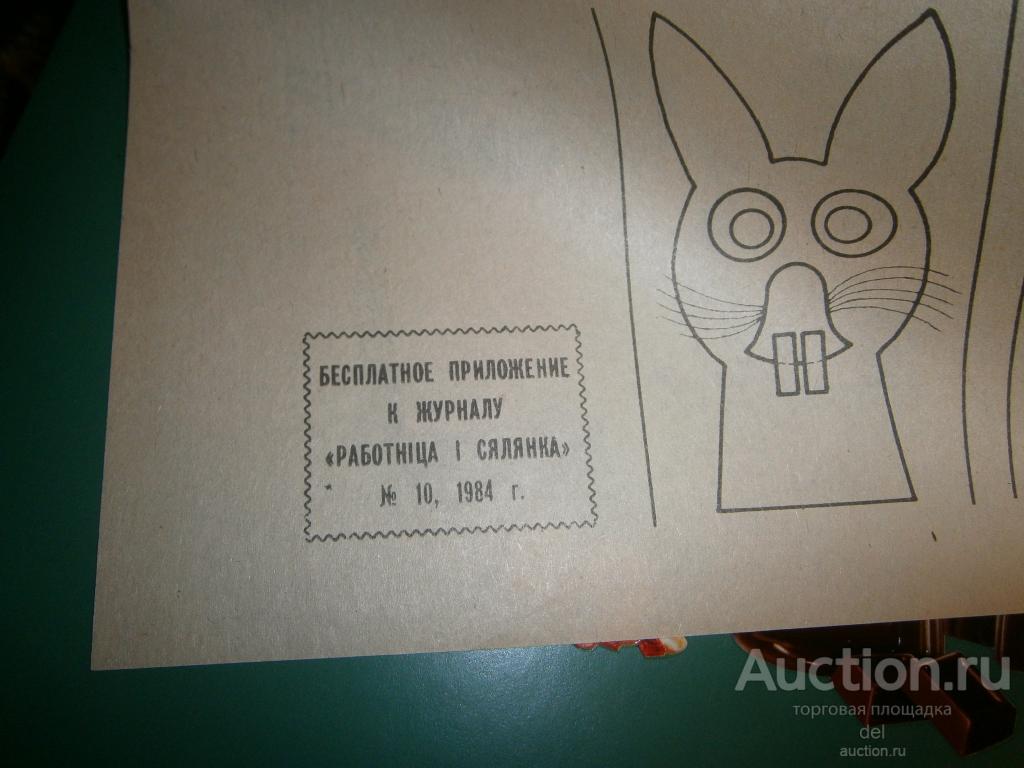 БЕСПЛАТНОЕ ПРИЛОЖЕНИЕ
К ЖУРНАЛУ
«РАБОТНІЦА І СЯЛЯНКА»
№ 10, 1984 г.
Auction.ru
торговая площадка
del
auction.ru